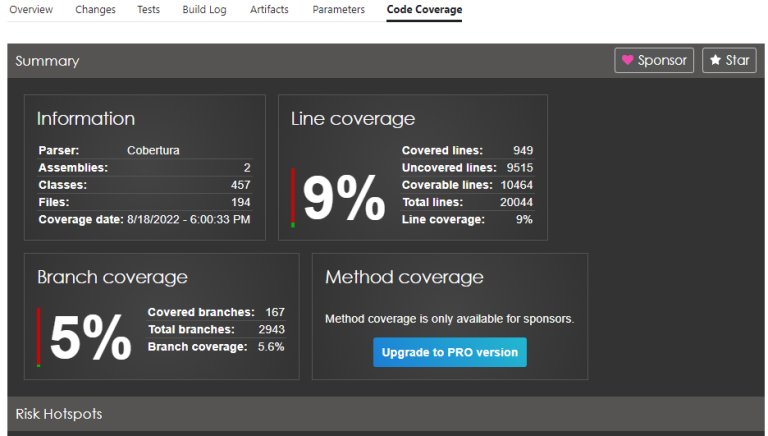 Overview Changes Tests Build Log Artifacts Parameters Code Coverage
Summary
Sponsor
Star
Information
Parser: Cobertura
Assemblies: 2
Classes: 457
Files: 194
Coverage date: 8/18/2022 - 6:00:33 PM
Line coverage
9%
Covered lines: 949
Uncovered lines: 9515
Coverable lines: 10464
Total lines: 20044
Line coverage: 9%
Branch coverage
5%
Covered branches: 167
Total branches: 2943
Branch coverage: 5.6%
Method coverage
Method coverage is only available for sponsors.
Upgrade to PRO version
Risk Hotspots